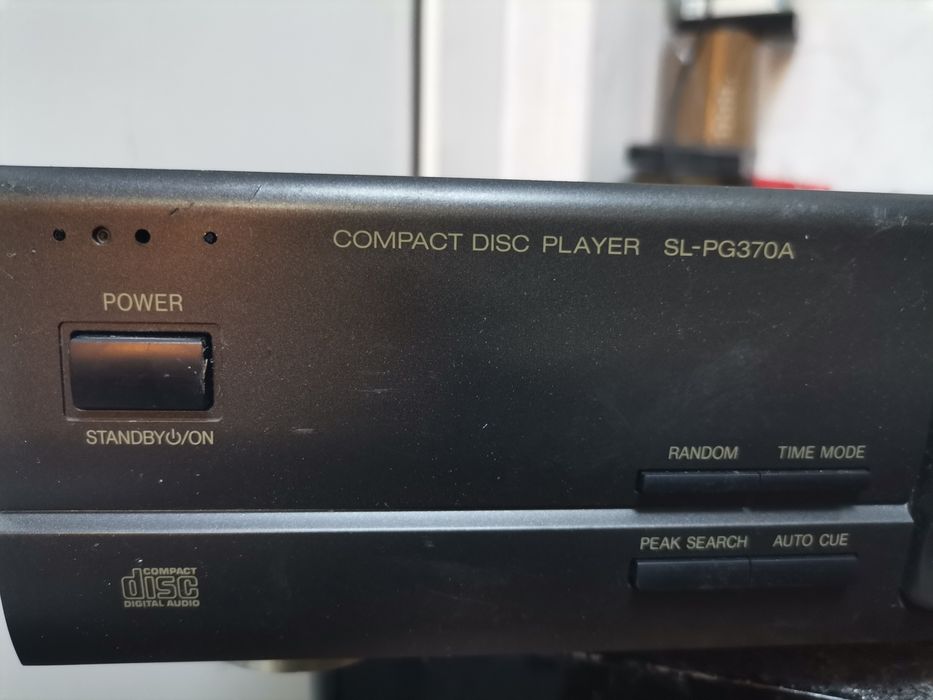 COMPACT DISC PLAYER SL-PG370A
POWER
STANDBY⏻/ON
RANDOM TIME MODE
PEAK SEARCH AUTO CUE
COMPACT
disc
DIGITAL AUDIO